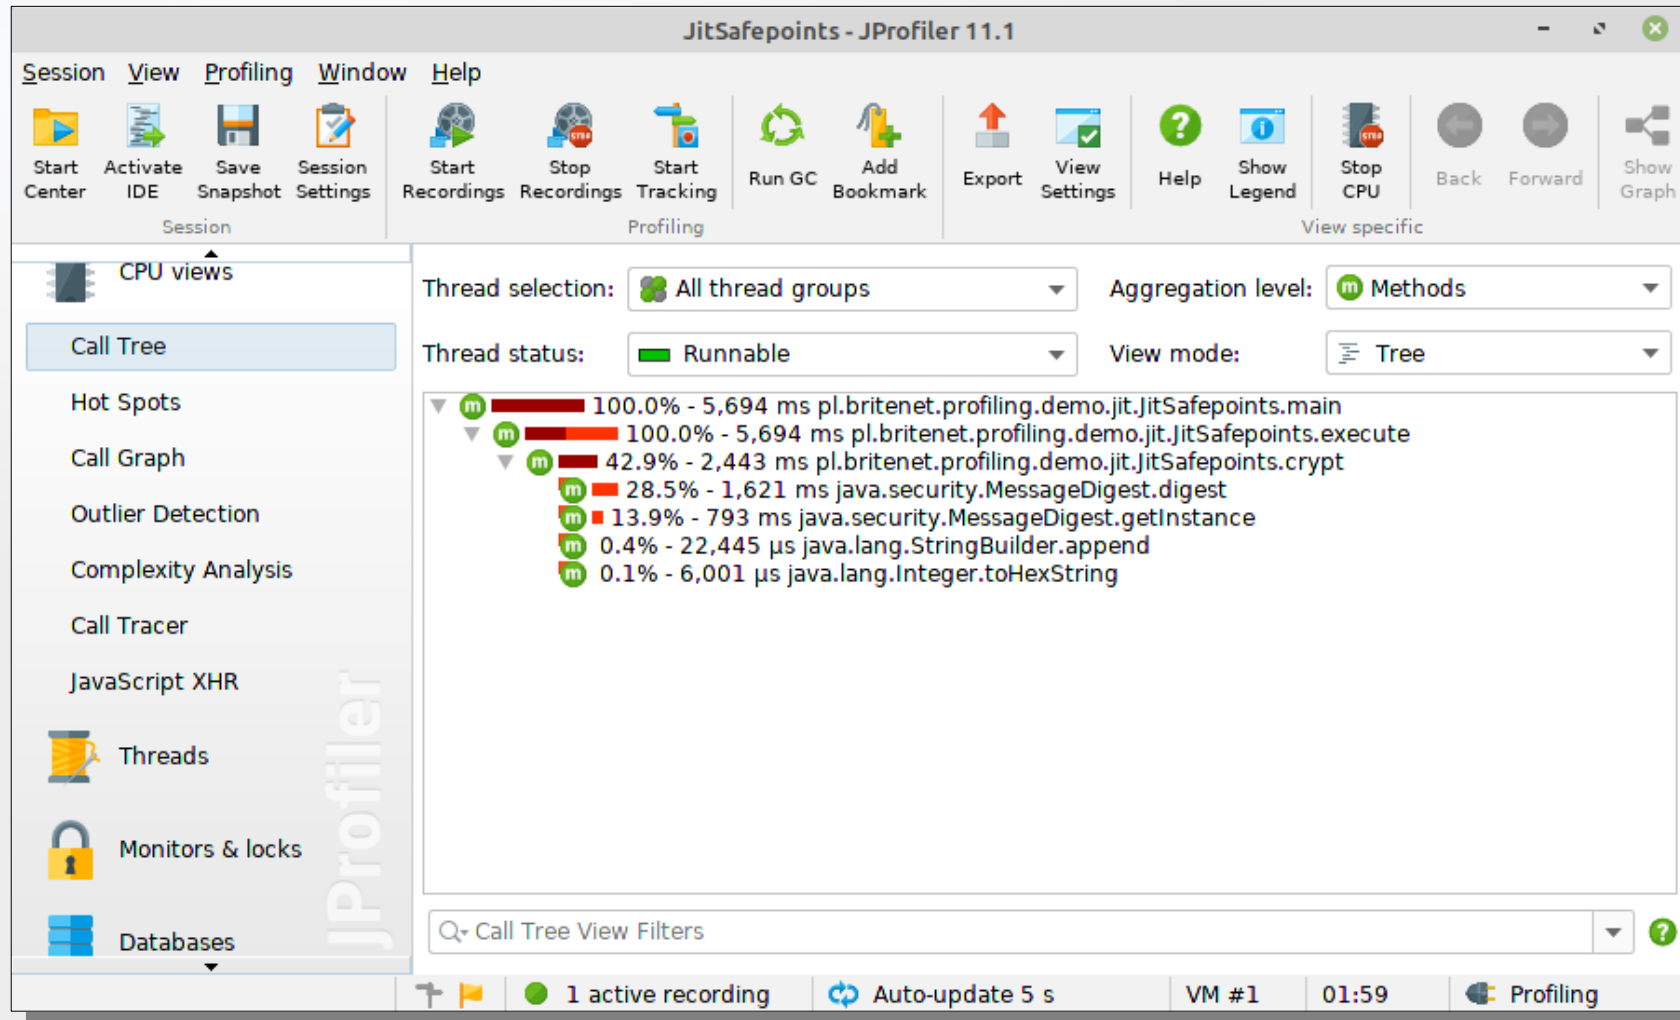 JitSafepoints - JProfiler 11.1
Session View Profiling Window Help
Start Center
Activate IDE
Save Snapshot
Session Settings
Start Recordings
Stop Recordings
Start Tracking
Run GC
Add Bookmark
Export
View Settings
Help
Show Legend
Stop CPU
Back
Forward
Show Graph
Session
Profiling
View specific
CPU views
Call Tree
Hot Spots
Call Graph
Outlier Detection
Complexity Analysis
Call Tracer
JavaScript XHR
Threads
Monitors & locks
Databases
JProfiler
Thread selection: All thread groups
Aggregation level: m Methods
Thread status: Runnable
View mode: Tree
m 100.0% - 5,694 ms pl.britenet.profiling.demo.jit.JitSafepoints.main
m 100.0% - 5,694 ms pl.britenet.profiling.demo.jit.JitSafepoints.execute
m 42.9% - 2,443 ms pl.britenet.profiling.demo.jit.JitSafepoints.crypt
m 28.5% - 1,621 ms java.security.MessageDigest.digest
m 13.9% - 793 ms java.security.MessageDigest.getInstance
m 0.4% - 22,445 µs java.lang.StringBuilder.append
m 0.1% - 6,001 µs java.lang.Integer.toHexString
Call Tree View Filters
1 active recording
Auto-update 5 s
VM #1
01:59
Profiling